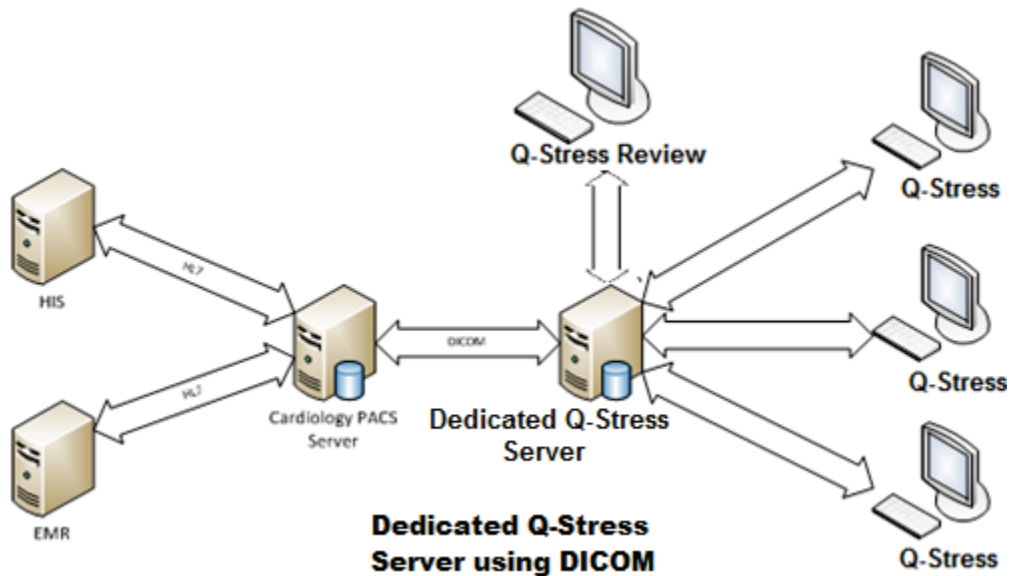 Q-Stress Review
Q-Stress
HL7
HIS
DICOM
Q-Stress
HL7
Cardiology PACS
Server
Dedicated Q-Stress
Server
EMR
Dedicated Q-Stress
Server using DICOM
Q-Stress